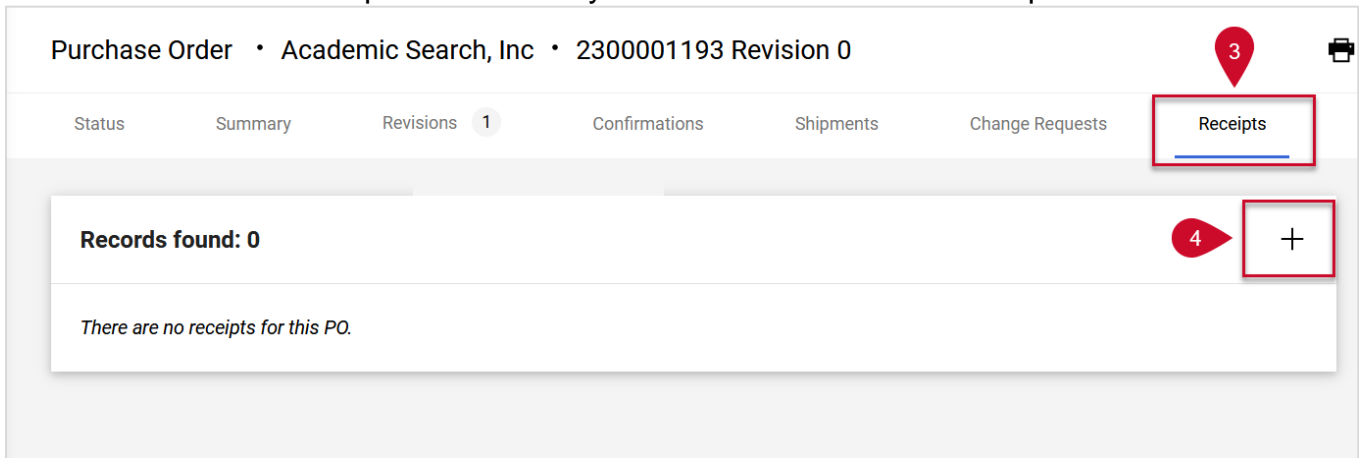 Purchase Order • Academic Search, Inc • 2300001193 Revision 0
3
Status Summary Revisions 1 Confirmations Shipments Change Requests Receipts
Records found: 0
4
+
There are no receipts for this PO.